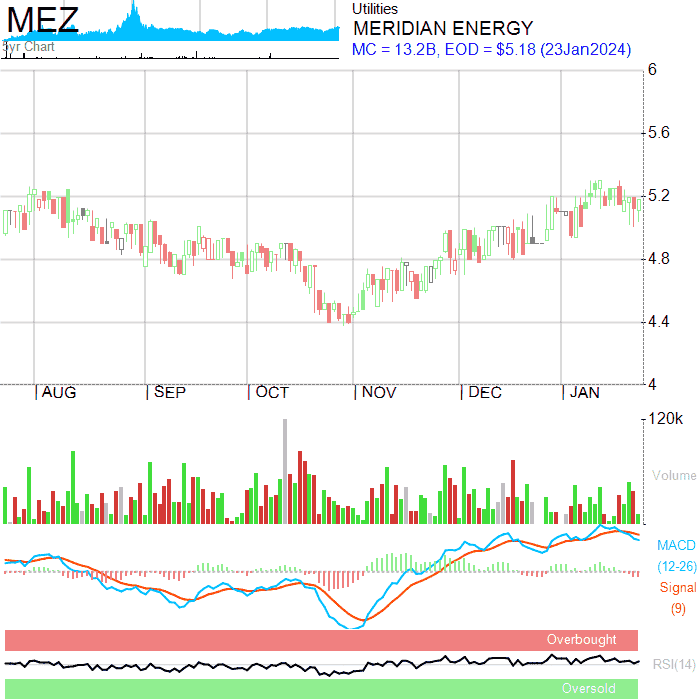 MEZ
5yr Chart
Utilities
MERIDIAN ENERGY
MC = 13.2B, EOD = $5.18 (23Jan2024)
6
5.6
5.2
4.8
4.4
4
AUG SEP OCT NOV DEC JAN
120k
Volume
MACD
(12-26)
Signal
(9)
Overbought
RSI(14)
Oversold